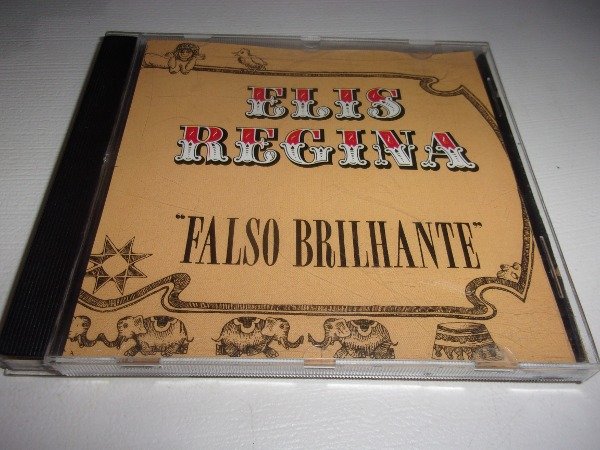 ELIS
REGINA
"FALSO BRILHANTE"